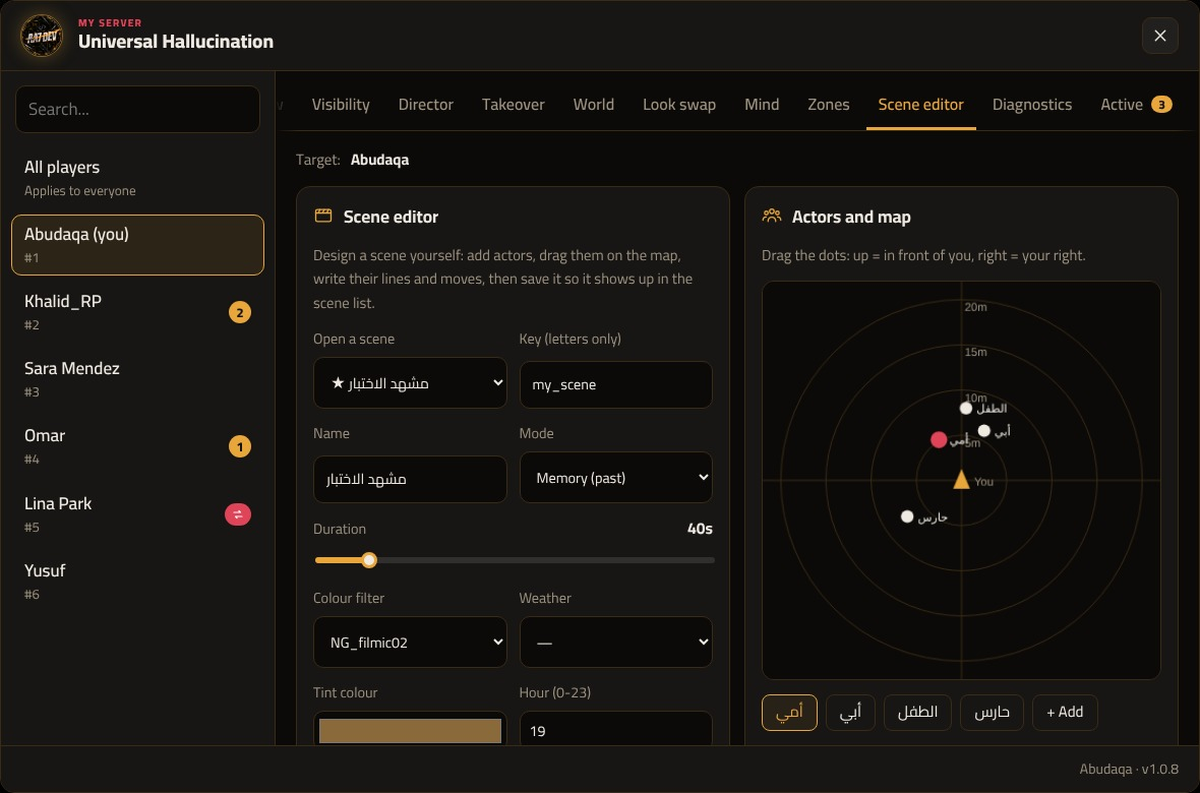 MY SERVER
Universal Hallucination
Search...
All players
Applies to everyone
Abudaqa (you)
#1
Khalid_RP
#2
2
Sara Mendez
#3
Omar
#4
1
Lina Park
#5
Yusuf
#6
Visibility
Director
Takeover
World
Look swap
Mind
Zones
Scene editor
Diagnostics
Active 3
Target: Abudaqa
Scene editor
Design a scene yourself: add actors, drag them on the map,
write their lines and moves, then save it so it shows up in the
scene list.
Open a scene
Key (letters only)
★ مشهد الاختبار
my_scene
Name
Mode
مشهد الاختبار
Memory (past)
Duration
40s
Colour filter
Weather
NG_filmic02
—
Tint colour
Hour (0-23)
19
Actors and map
Drag the dots: up = in front of you, right = your right.
20m
15m
10m
الطفل
أبي
أمي
5m
You
حارس
أمي
أبي
الطفل
حارس
+ Add
Abudaqa · v1.0.8